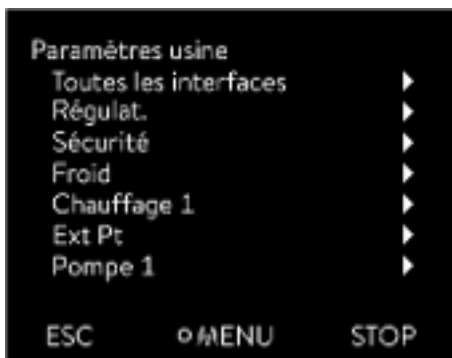 Paramètres usine
Toutes les interfaces
Régulat.
Sécurité
Froid
Chauffage 1
Ext Pt
Pompe 1
ESC MENU STOP